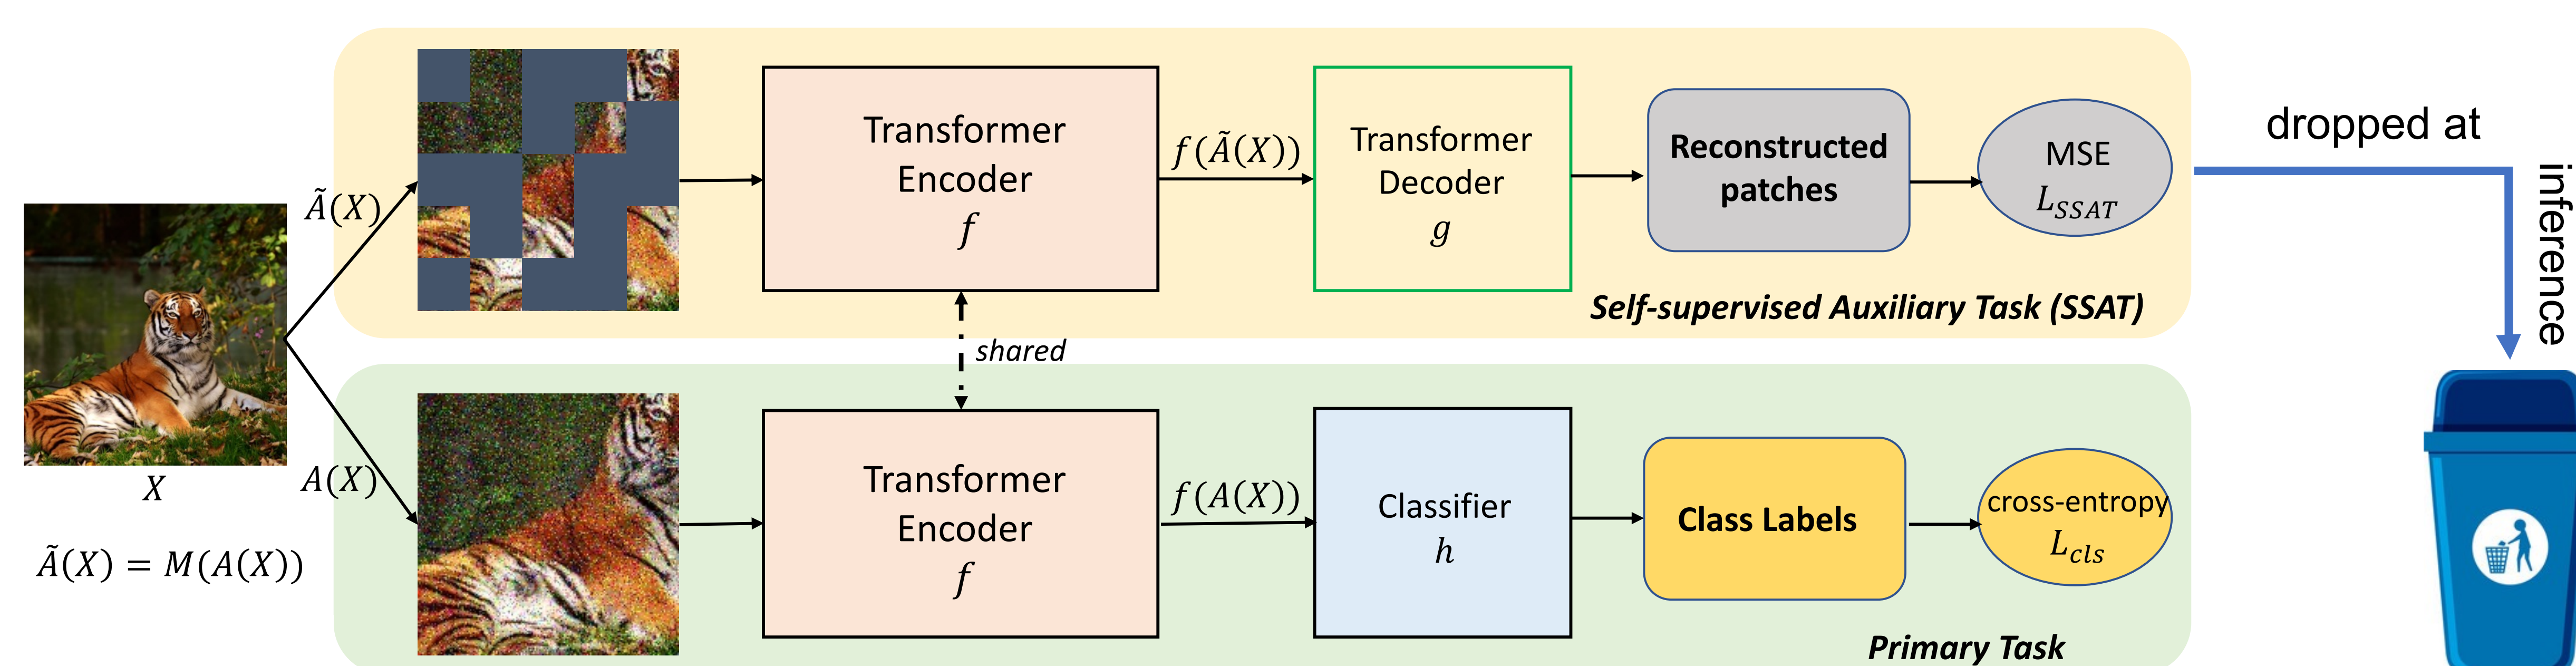 X
Ã(X) = M(A(X))
Ã(X)
A(X)
Transformer
Encoder
f
f(Ã(X))
Transformer
Decoder
g
Reconstructed
patches
MSE
L_SSAT
Self-supervised Auxiliary Task (SSAT)
shared
Transformer
Encoder
f
f(A(X))
Classifier
h
Class Labels
cross-entropy
L_cls
Primary Task
dropped at
inference